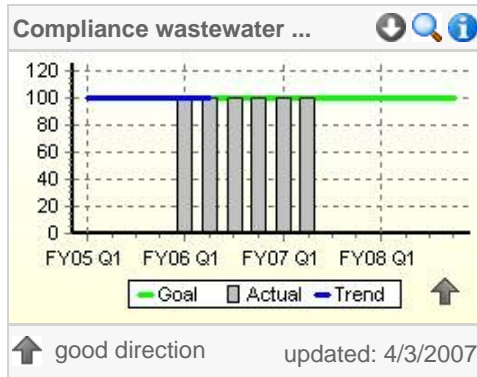 Compliance wastewater ...
120
100
80
60
40
20
0
FY05 Q1 FY06 Q1 FY07 Q1 FY08 Q1
Goal Actual Trend
good direction updated: 4/3/2007